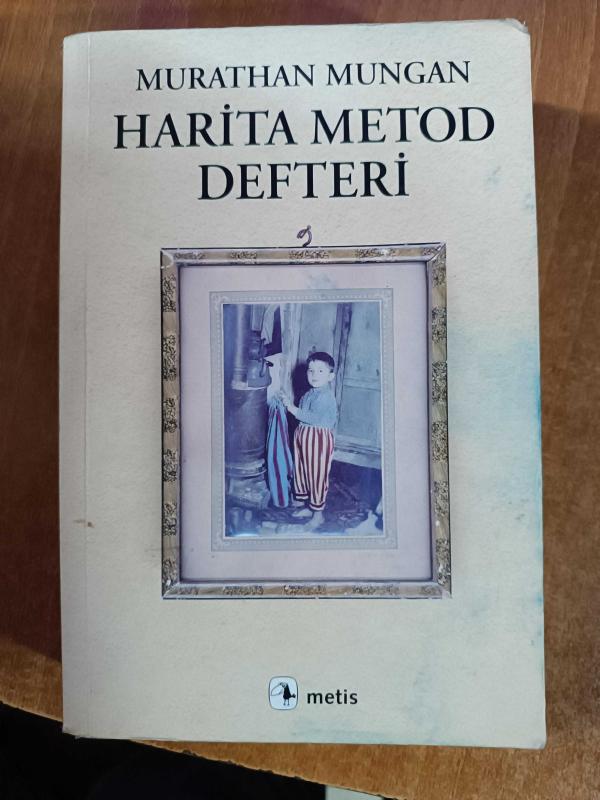 MURATHAN MUNGAN
HARİTA METOD
DEFTERİ
metis